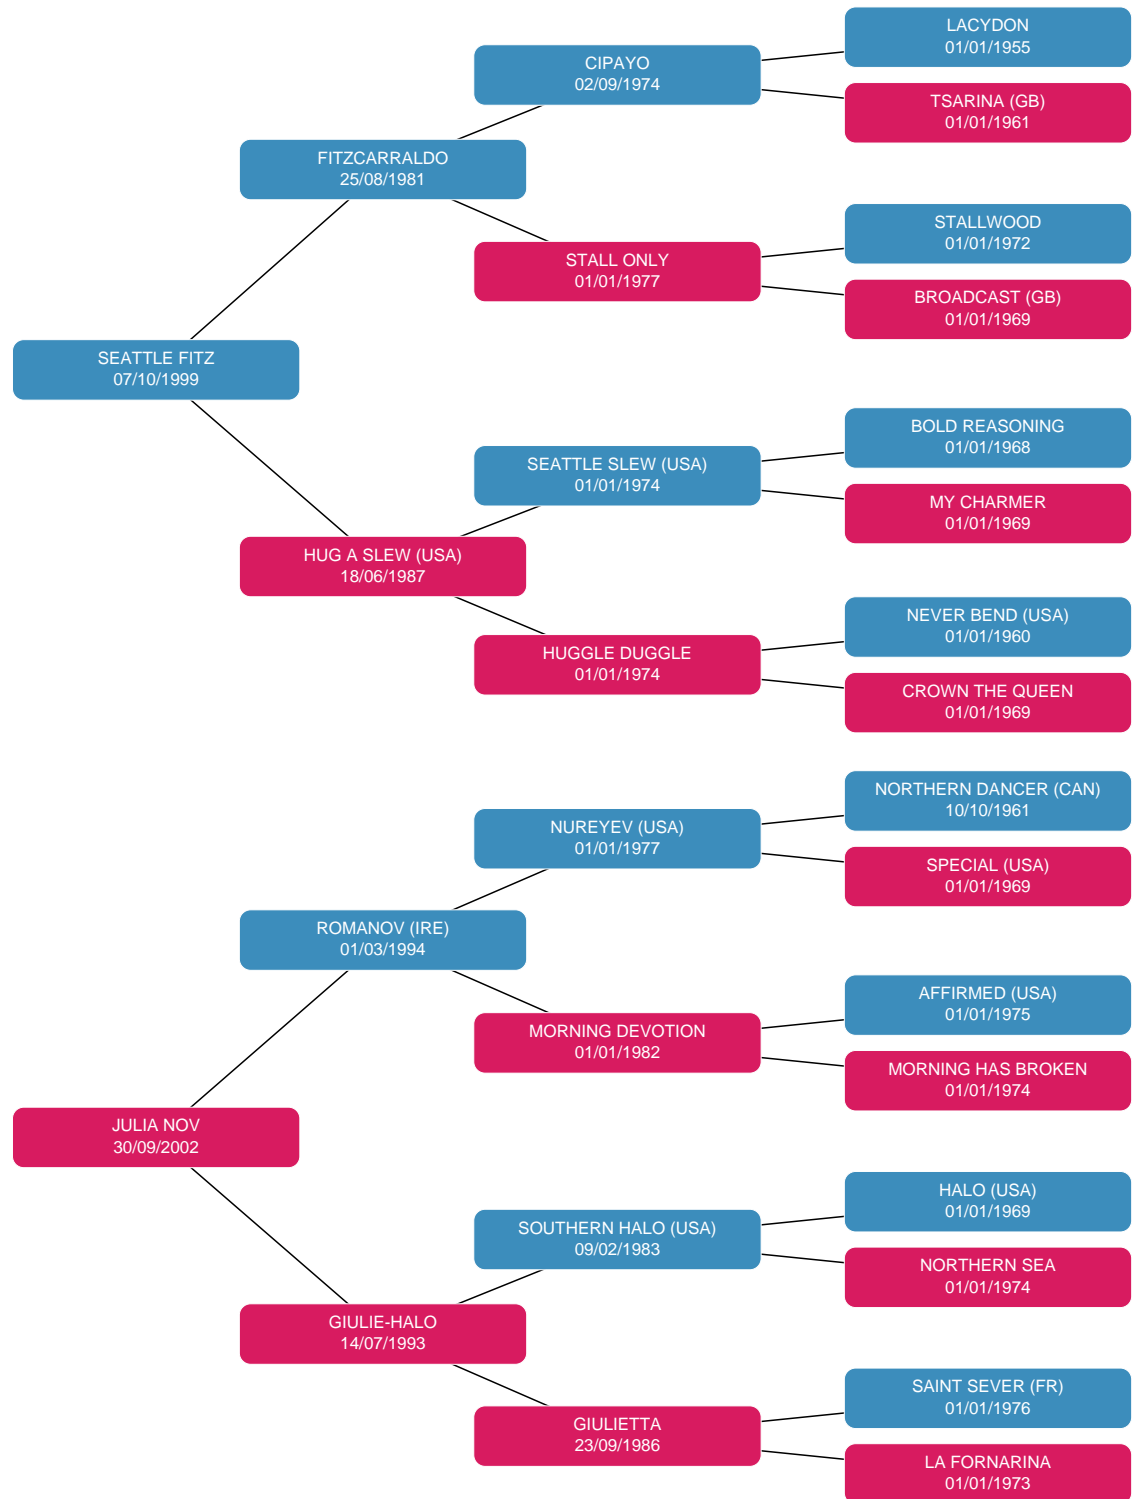 LACYDON
01/01/1955
CIPAYO
02/09/1974
TSARINA (GB)
01/01/1961
FITZCARRALDO
25/08/1981
STALLWOOD
01/01/1972
STALL ONLY
01/01/1977
BROADCAST (GB)
01/01/1969
SEATTLE FITZ
07/10/1999
BOLD REASONING
01/01/1968
SEATTLE SLEW (USA)
01/01/1974
MY CHARMER
01/01/1969
HUG A SLEW (USA)
18/06/1987
NEVER BEND (USA)
01/01/1960
HUGGLE DUGGLE
01/01/1974
CROWN THE QUEEN
01/01/1969
NORTHERN DANCER (CAN)
10/10/1961
NUREYEV (USA)
01/01/1977
SPECIAL (USA)
01/01/1969
ROMANOV (IRE)
01/03/1994
AFFIRMED (USA)
01/01/1975
MORNING DEVOTION
01/01/1982
MORNING HAS BROKEN
01/01/1974
JULIA NOV
30/09/2002
HALO (USA)
01/01/1969
SOUTHERN HALO (USA)
09/02/1983
NORTHERN SEA
01/01/1974
GIULIE-HALO
14/07/1993
SAINT SEVER (FR)
01/01/1976
GIULIETTA
23/09/1986
LA FORNARINA
01/01/1973